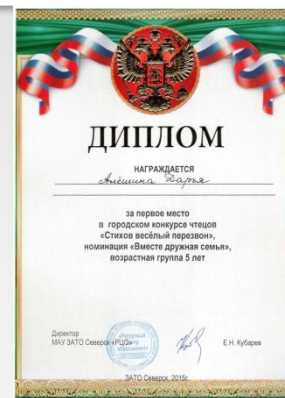 ДИПЛОМ
НАГРАЖДАЕТСЯ
Алёшина Дарья
за первое место
в городском конкурсе чтецов
«Стихов весёлый перезвон»,
номинация «Вместе дружная семья»,
возрастная группа 5 лет
Директор
МАУ ЗАТО Северск «РЦО»
Е.Н. Кубарев
ЗАТО Северск, 2015г.